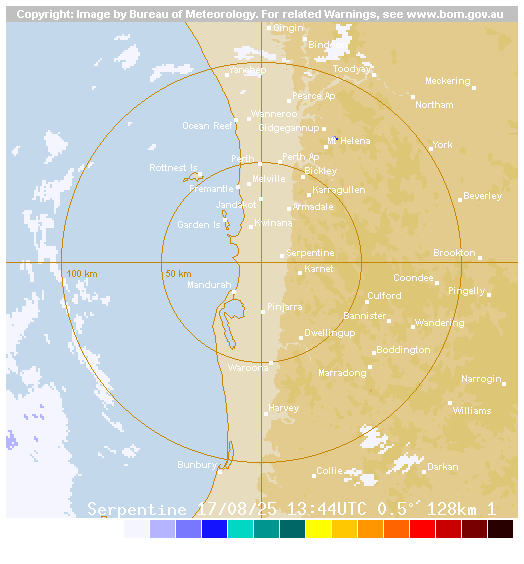 Copyright: Image by Bureau of Meteorology. For related Warnings, see www.bom.gov.au
Gingin
Bindo
Yanchep
Toodyay
Meckering
Pearce Ap
Northam
Wanneroo
Ocean Reef
Gidgegannup
Mt Helena
York
Perth
Perth Ap
Rottnest Is
Bickley
Melville
Fremantle
Karragullen
Beverley
Jandakot
Armadale
Garden Is
Kwinana
Serpentine
Brookton
100 km
50 km
Karnet
Coondee
Mandurah
Pingelly
Culford
Pinjarra
Bannister
Wandering
Dwellingup
Boddington
Waroona
Marradong
Narrogin
Harvey
Williams
Bunbury
Collie
Darkan
Serpentine 17/08/25 13:44UTC 0.5° 128km 1